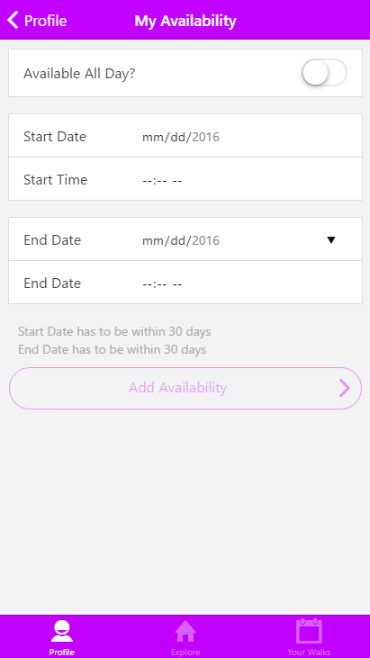 Profile My Availability
Available All Day?
Start Date mm/dd/2016
Start Time --:-- --
End Date mm/dd/2016
End Date --:-- --
Start Date has to be within 30 days
End Date has to be within 30 days
Add Availability
Profile Explore Your Walks